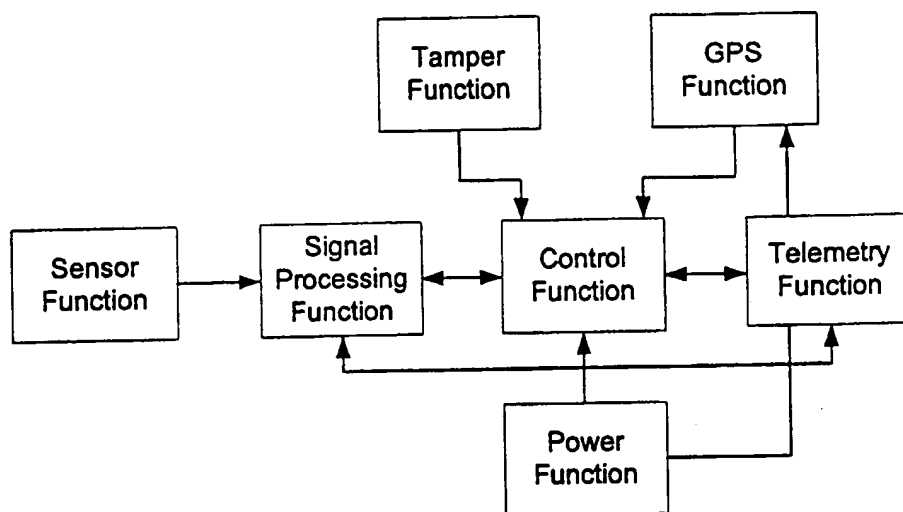 Tamper
Function
GPS
Function
Sensor
Function
Signal
Processing
Function
Control
Function
Telemetry
Function
Power
Function